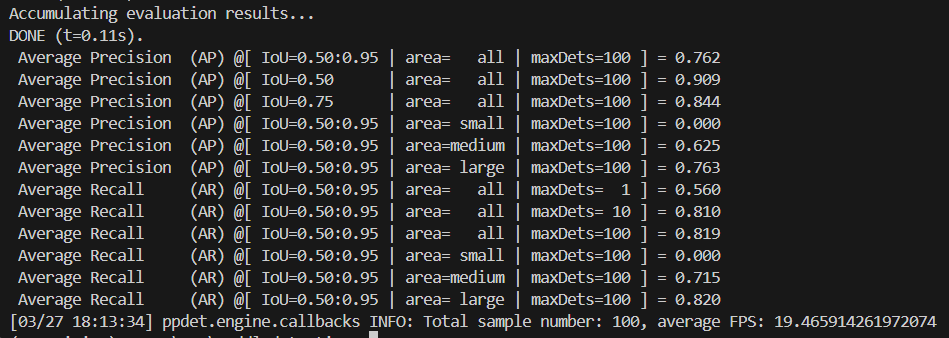 Accumulating evaluation results...
DONE (t=0.11s).
 Average Precision  (AP) @[ IoU=0.50:0.95 | area=   all | maxDets=100 ] = 0.762
 Average Precision  (AP) @[ IoU=0.50      | area=   all | maxDets=100 ] = 0.909
 Average Precision  (AP) @[ IoU=0.75      | area=   all | maxDets=100 ] = 0.844
 Average Precision  (AP) @[ IoU=0.50:0.95 | area= small | maxDets=100 ] = 0.000
 Average Precision  (AP) @[ IoU=0.50:0.95 | area=medium | maxDets=100 ] = 0.625
 Average Precision  (AP) @[ IoU=0.50:0.95 | area= large | maxDets=100 ] = 0.763
 Average Recall     (AR) @[ IoU=0.50:0.95 | area=   all | maxDets=  1 ] = 0.560
 Average Recall     (AR) @[ IoU=0.50:0.95 | area=   all | maxDets= 10 ] = 0.810
 Average Recall     (AR) @[ IoU=0.50:0.95 | area=   all | maxDets=100 ] = 0.819
 Average Recall     (AR) @[ IoU=0.50:0.95 | area= small | maxDets=100 ] = 0.000
 Average Recall     (AR) @[ IoU=0.50:0.95 | area=medium | maxDets=100 ] = 0.715
 Average Recall     (AR) @[ IoU=0.50:0.95 | area= large | maxDets=100 ] = 0.820
[03/27 18:13:34] ppdet.engine.callbacks INFO: Total sample number: 100, average FPS: 19.465914261972074